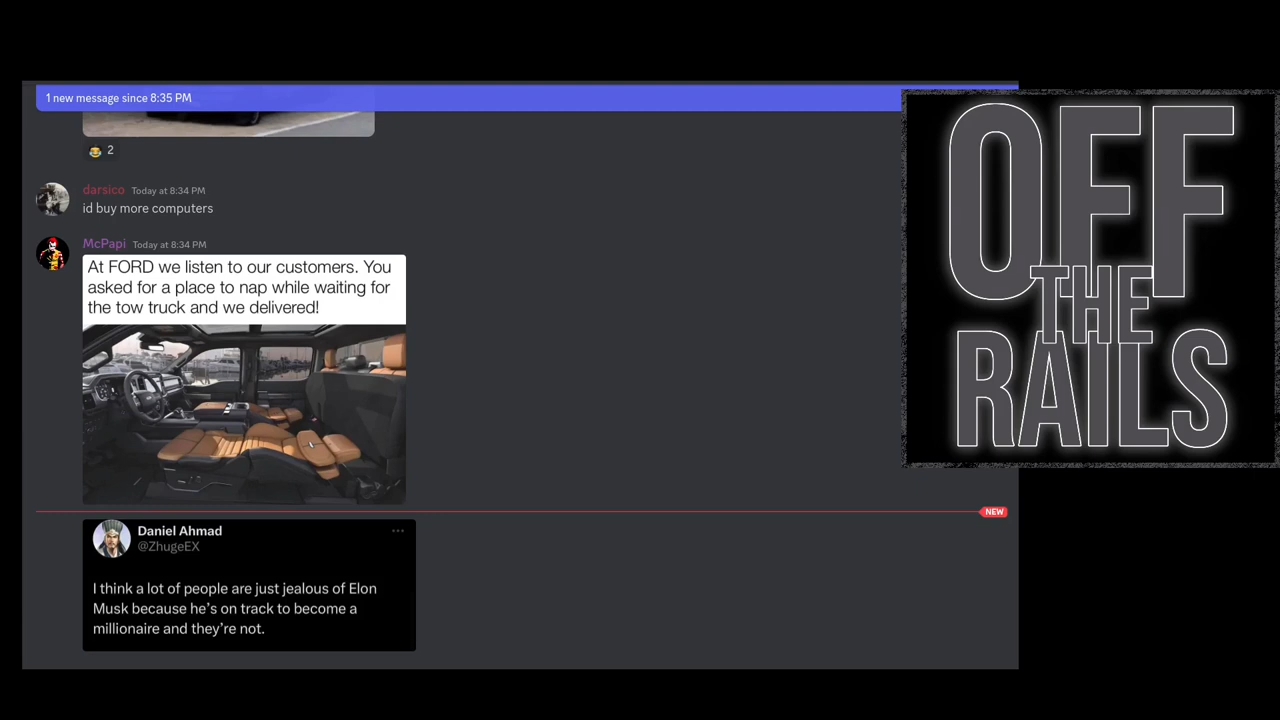 1 new message since 8:35 PM
2
darsico Today at 8:34 PM
id buy more computers
McPapi Today at 8:34 PM
At FORD we listen to our customers. You
asked for a place to nap while waiting for
the tow truck and we delivered!
NEW
Daniel Ahmad
@ZhugeEX
I think a lot of people are just jealous of Elon
Musk because he's on track to become a
millionaire and they're not.
OFF
THE
RAILS